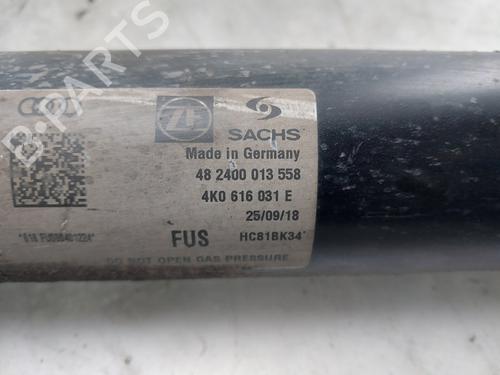 B-Parts
ZF SACHS
Made in Germany
48 2400 013 558
4K0 616 031 E
25/09/18
FUS HC81BK34*
DO NOT OPEN GAS PRESSURE